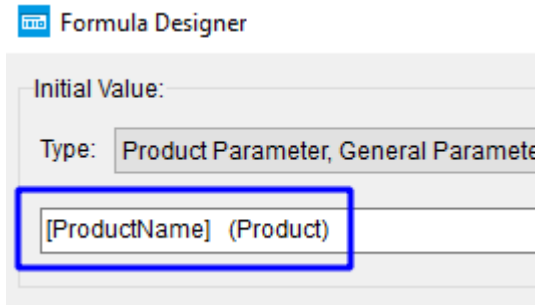 Formula Designer
Initial Value:
Type: Product Parameter, General Paramete
[ProductName] (Product)